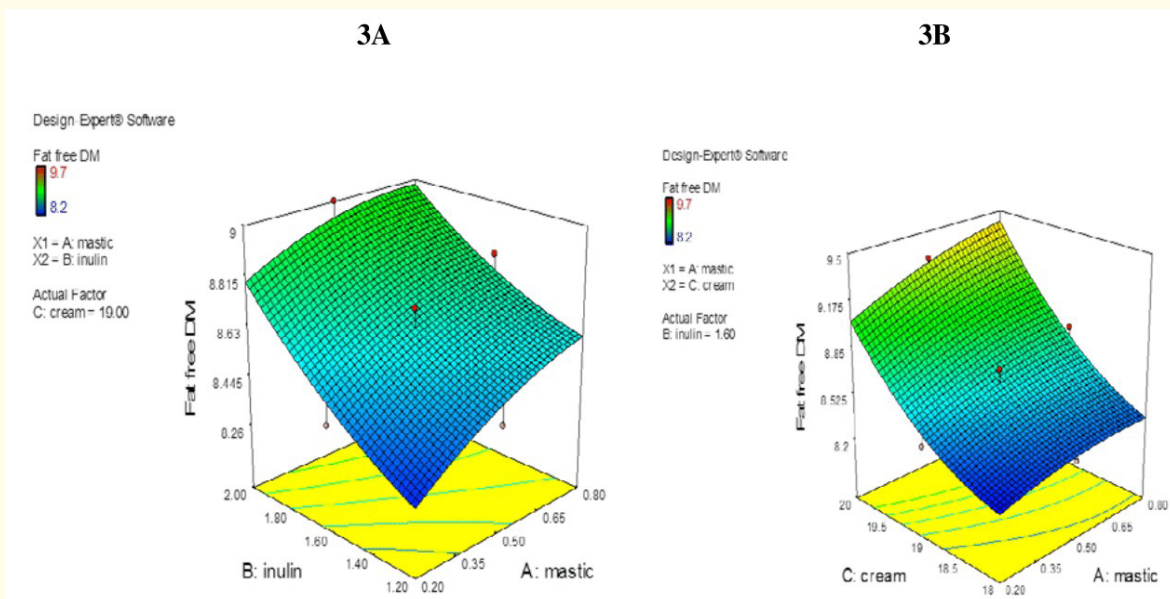 3A
3B
Design-Expert® Software
Fat free DM
9.7
8.2
X1 = A: mastic
X2 = B: inulin
Actual Factor
C: cream = 19.00
9
8.815
8.63
8.445
8.26
Fat free DM
2.00
1.80
1.60
1.40
1.20
B: inulin
0.80
0.65
0.50
0.35
0.20
A: mastic
Design-Expert® Software
Fat free DM
9.7
8.2
X1 = A: mastic
X2 = C: cream
Actual Factor
B: inulin = 1.60
9.5
9.175
8.85
8.525
8.2
Fat free DM
20
19.5
19
18.5
18
C: cream
0.80
0.65
0.50
0.35
0.20
A: mastic